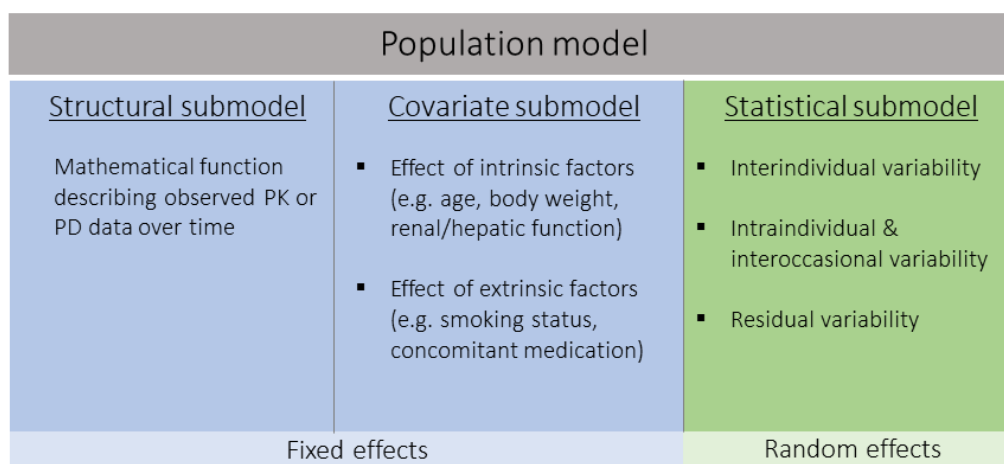 Population model
Structural submodel
Mathematical function
describing observed PK or
PD data over time
Covariate submodel
▪ Effect of intrinsic factors
(e.g. age, body weight,
renal/hepatic function)
▪ Effect of extrinsic factors
(e.g. smoking status,
concomitant medication)
Statistical submodel
▪ Interindividual variability
▪ Intraindividual &
interoccasional variability
▪ Residual variability
Fixed effects
Random effects